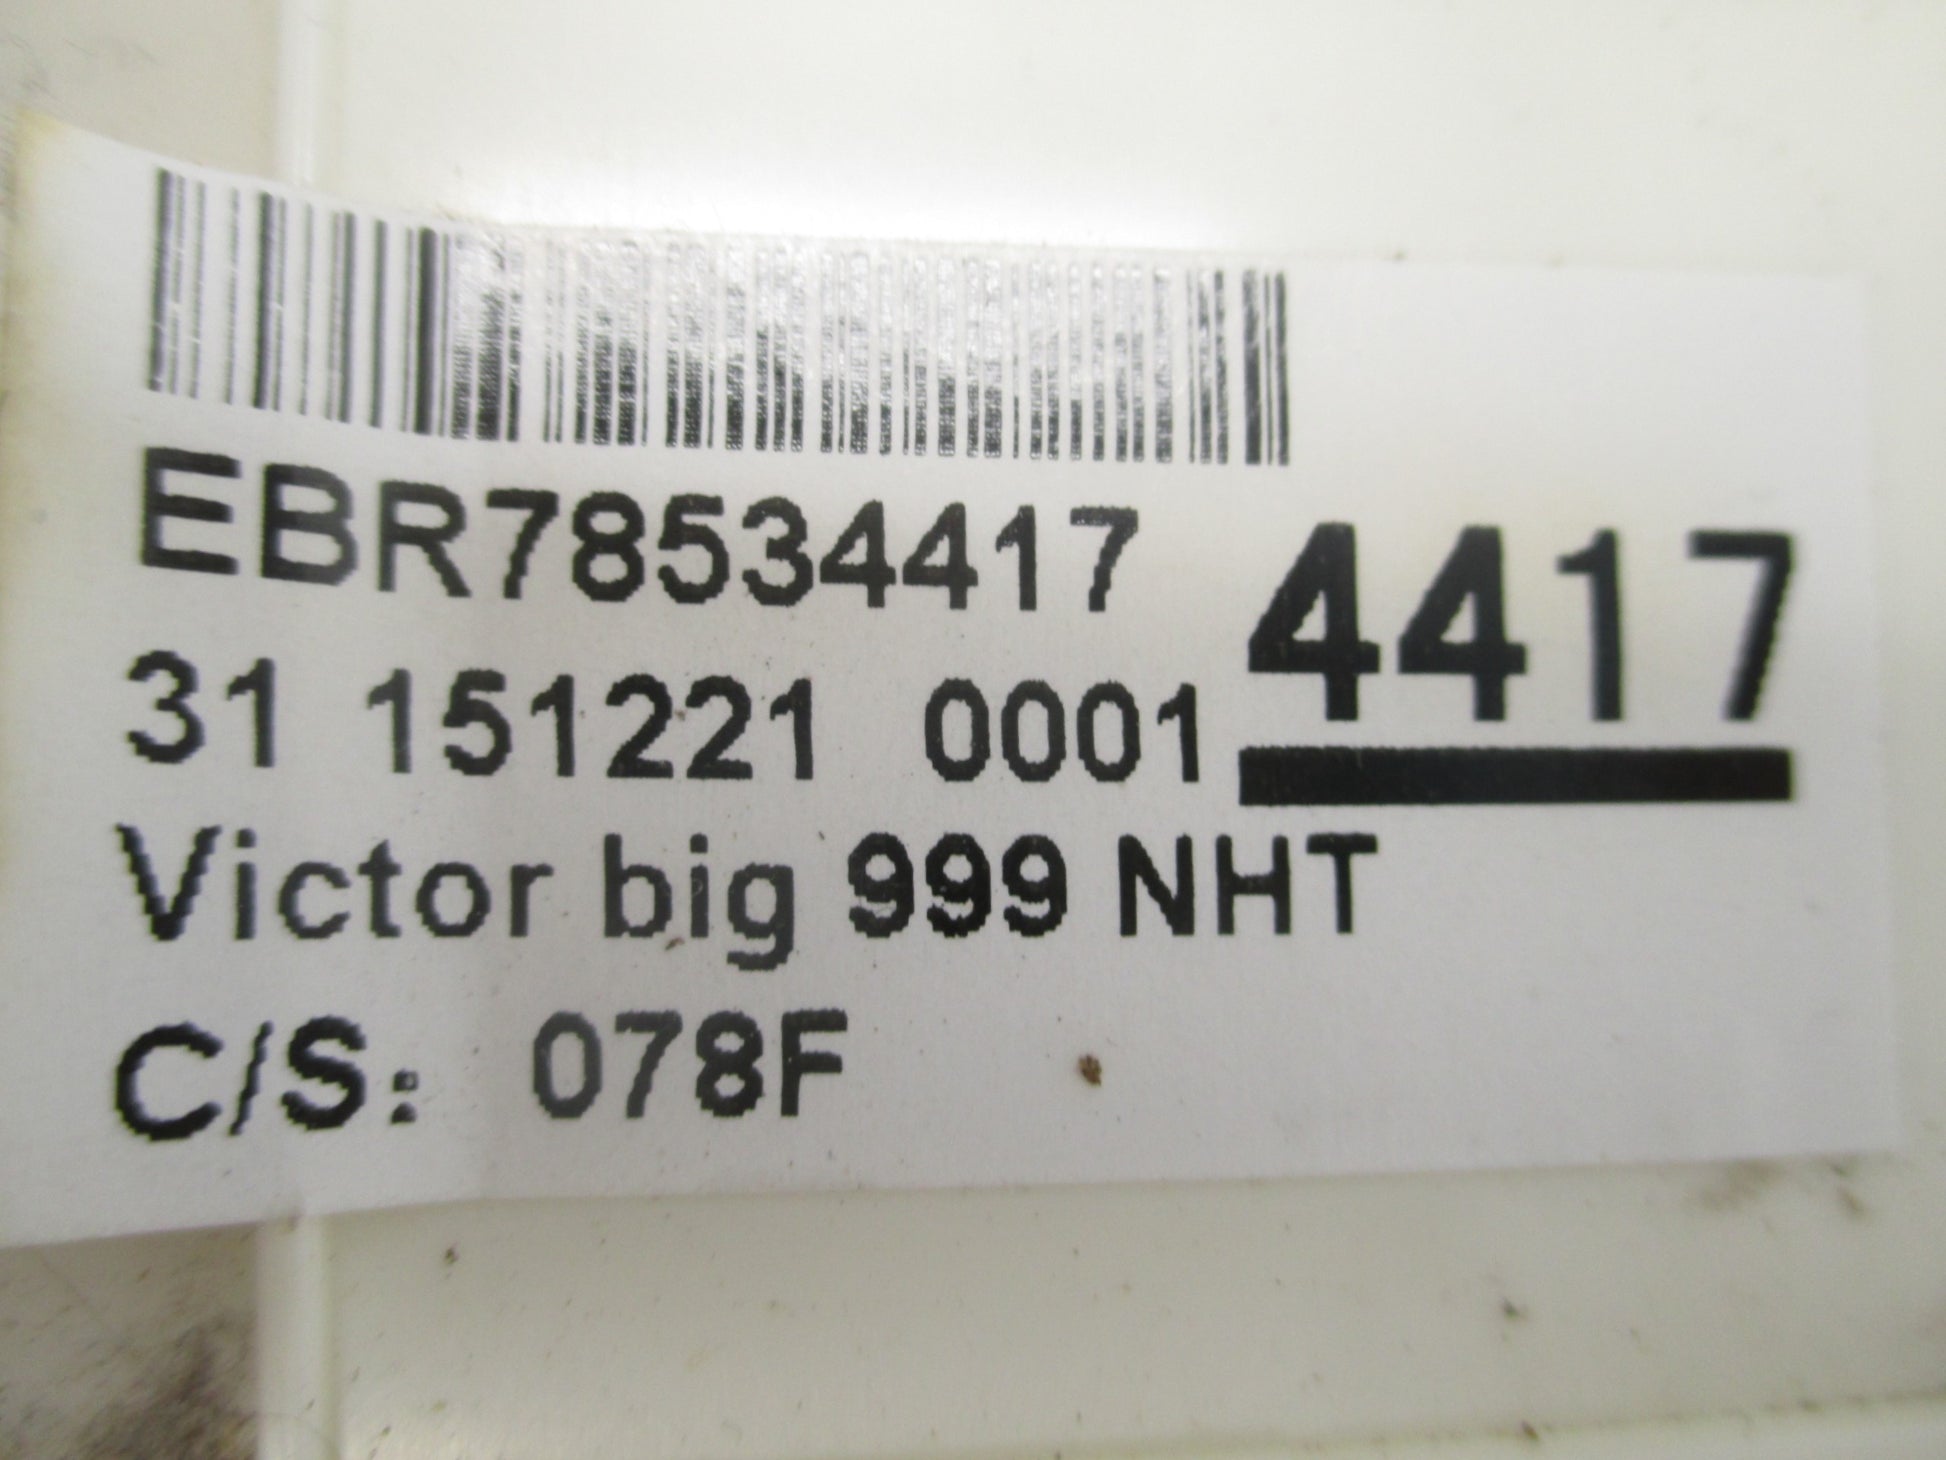 EBR78534417
4417
31 151221 0001
Victor big 999 NHT
C/S: 078F